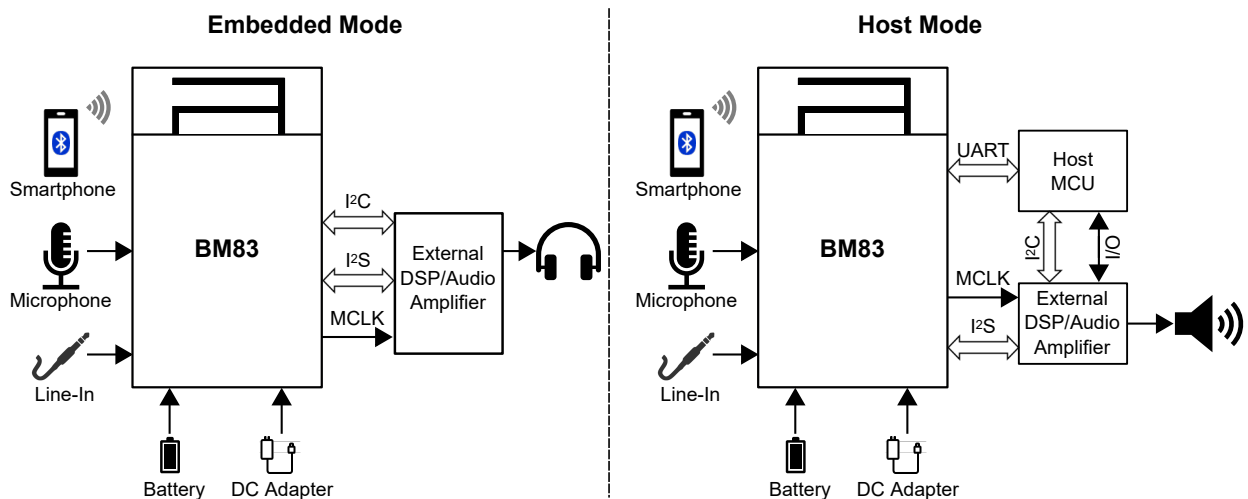 Embedded Mode
Smartphone
Microphone
Line-In
BM83
I²C
I²S
MCLK
External
DSP/Audio
Amplifier
Battery
DC Adapter
Host Mode
Smartphone
Microphone
Line-In
BM83
UART
Host
MCU
I²C
I/O
MCLK
I²S
External
DSP/Audio
Amplifier
Battery
DC Adapter